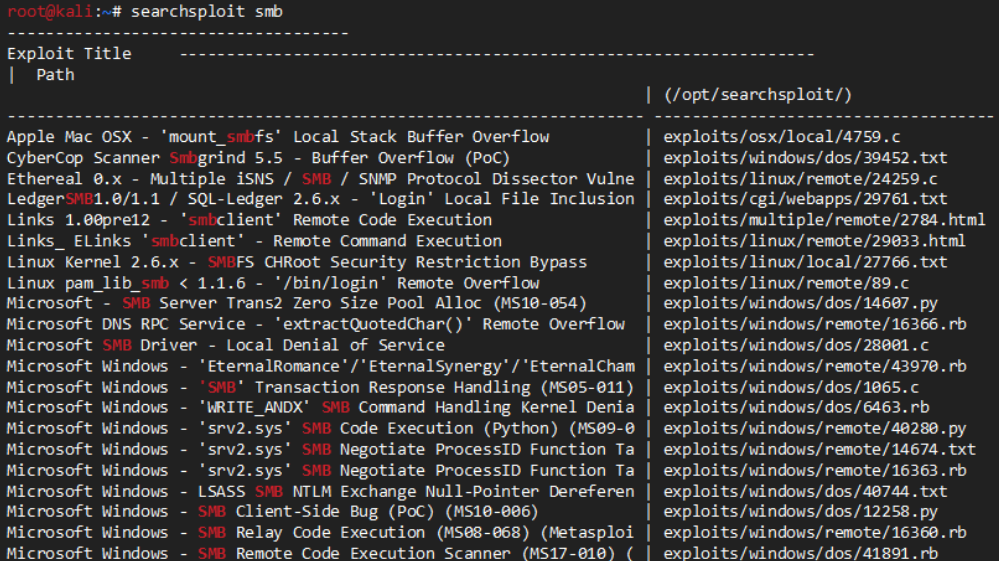 root@kali:~# searchsploit smb
------------------------------------
Exploit Title     -------------------------------------------------------------------
|  Path
| (/opt/searchsploit/)
------------------------------------------------------------------- ------------------------------------
Apple Mac OSX - 'mount_smbfs' Local Stack Buffer Overflow | exploits/osx/local/4759.c
CyberCop Scanner Smbgrind 5.5 - Buffer Overflow (PoC) | exploits/windows/dos/39452.txt
Ethereal 0.x - Multiple iSNS / SMB / SNMP Protocol Dissector Vulne | exploits/linux/remote/24259.c
LedgerSMB1.0/1.1 / SQL-Ledger 2.6.x - 'Login' Local File Inclusion | exploits/cgi/webapps/29761.txt
Links 1.00pre12 - 'smbclient' Remote Code Execution | exploits/multiple/remote/2784.html
Links_ ELinks 'smbclient' - Remote Command Execution | exploits/linux/remote/29033.html
Linux Kernel 2.6.x - SMBFS CHRoot Security Restriction Bypass | exploits/linux/local/27766.txt
Linux pam_lib_smb < 1.1.6 - '/bin/login' Remote Overflow | exploits/linux/remote/89.c
Microsoft - SMB Server Trans2 Zero Size Pool Alloc (MS10-054) | exploits/windows/dos/14607.py
Microsoft DNS RPC Service - 'extractQuotedChar()' Remote Overflow | exploits/windows/remote/16366.rb
Microsoft SMB Driver - Local Denial of Service | exploits/windows/dos/28001.c
Microsoft Windows - 'EternalRomance'/'EternalSynergy'/'EternalCham | exploits/windows/remote/43970.rb
Microsoft Windows - 'SMB' Transaction Response Handling (MS05-011) | exploits/windows/dos/1065.c
Microsoft Windows - 'WRITE_ANDX' SMB Command Handling Kernel Denia | exploits/windows/dos/6463.rb
Microsoft Windows - 'srv2.sys' SMB Code Execution (Python) (MS09-0 | exploits/windows/remote/40280.py
Microsoft Windows - 'srv2.sys' SMB Negotiate ProcessID Function Ta | exploits/windows/remote/14674.txt
Microsoft Windows - 'srv2.sys' SMB Negotiate ProcessID Function Ta | exploits/windows/remote/16363.rb
Microsoft Windows - LSASS SMB NTLM Exchange Null-Pointer Dereferen | exploits/windows/dos/40744.txt
Microsoft Windows - SMB Client-Side Bug (PoC) (MS10-006) | exploits/windows/dos/12258.py
Microsoft Windows - SMB Relay Code Execution (MS08-068) (Metasploi | exploits/windows/remote/16360.rb
Microsoft Windows - SMB Remote Code Execution Scanner (MS17-010) ( | exploits/windows/dos/41891.rb